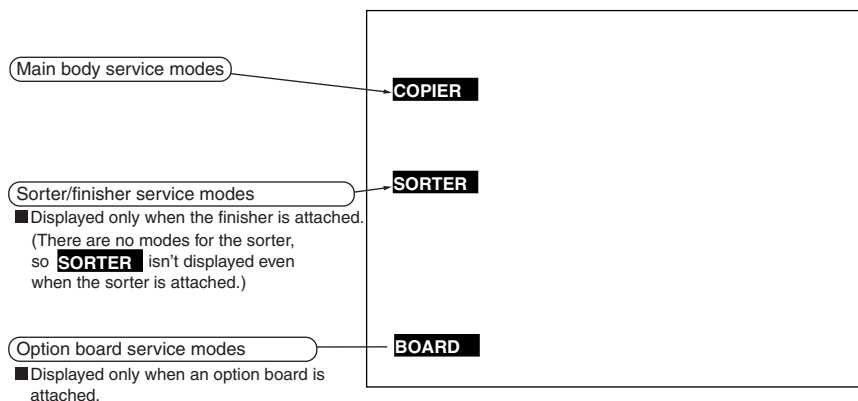 Main body service modes
COPIER
Sorter/finisher service modes
SORTER
■Displayed only when the finisher is attached.
(There are no modes for the sorter,
so SORTER isn't displayed even
when the sorter is attached.)
Option board service modes
BOARD
■Displayed only when an option board is
attached.